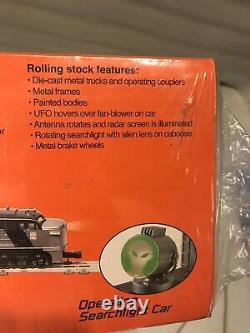 Rolling stock features:
• Die-cast metal trucks and operating couplers
• Metal frames
• Painted bodies
• UFO hovers over fan-blower on car
• Antenna rotates and radar screen is illuminated
• Rotating searchlight with alien lens on caboose
• Metal brake wheels
Searchlight Car